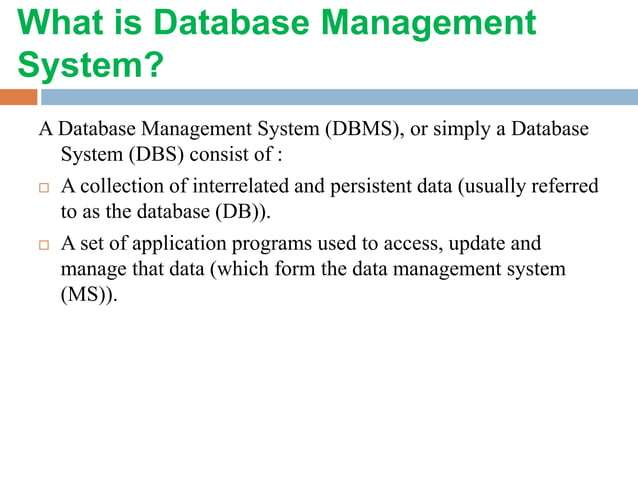 What is Database Management
System?
A Database Management System (DBMS), or simply a Database
System (DBS) consist of :
A collection of interrelated and persistent data (usually referred
to as the database (DB)).
A set of application programs used to access, update and
manage that data (which form the data management system
(MS)).